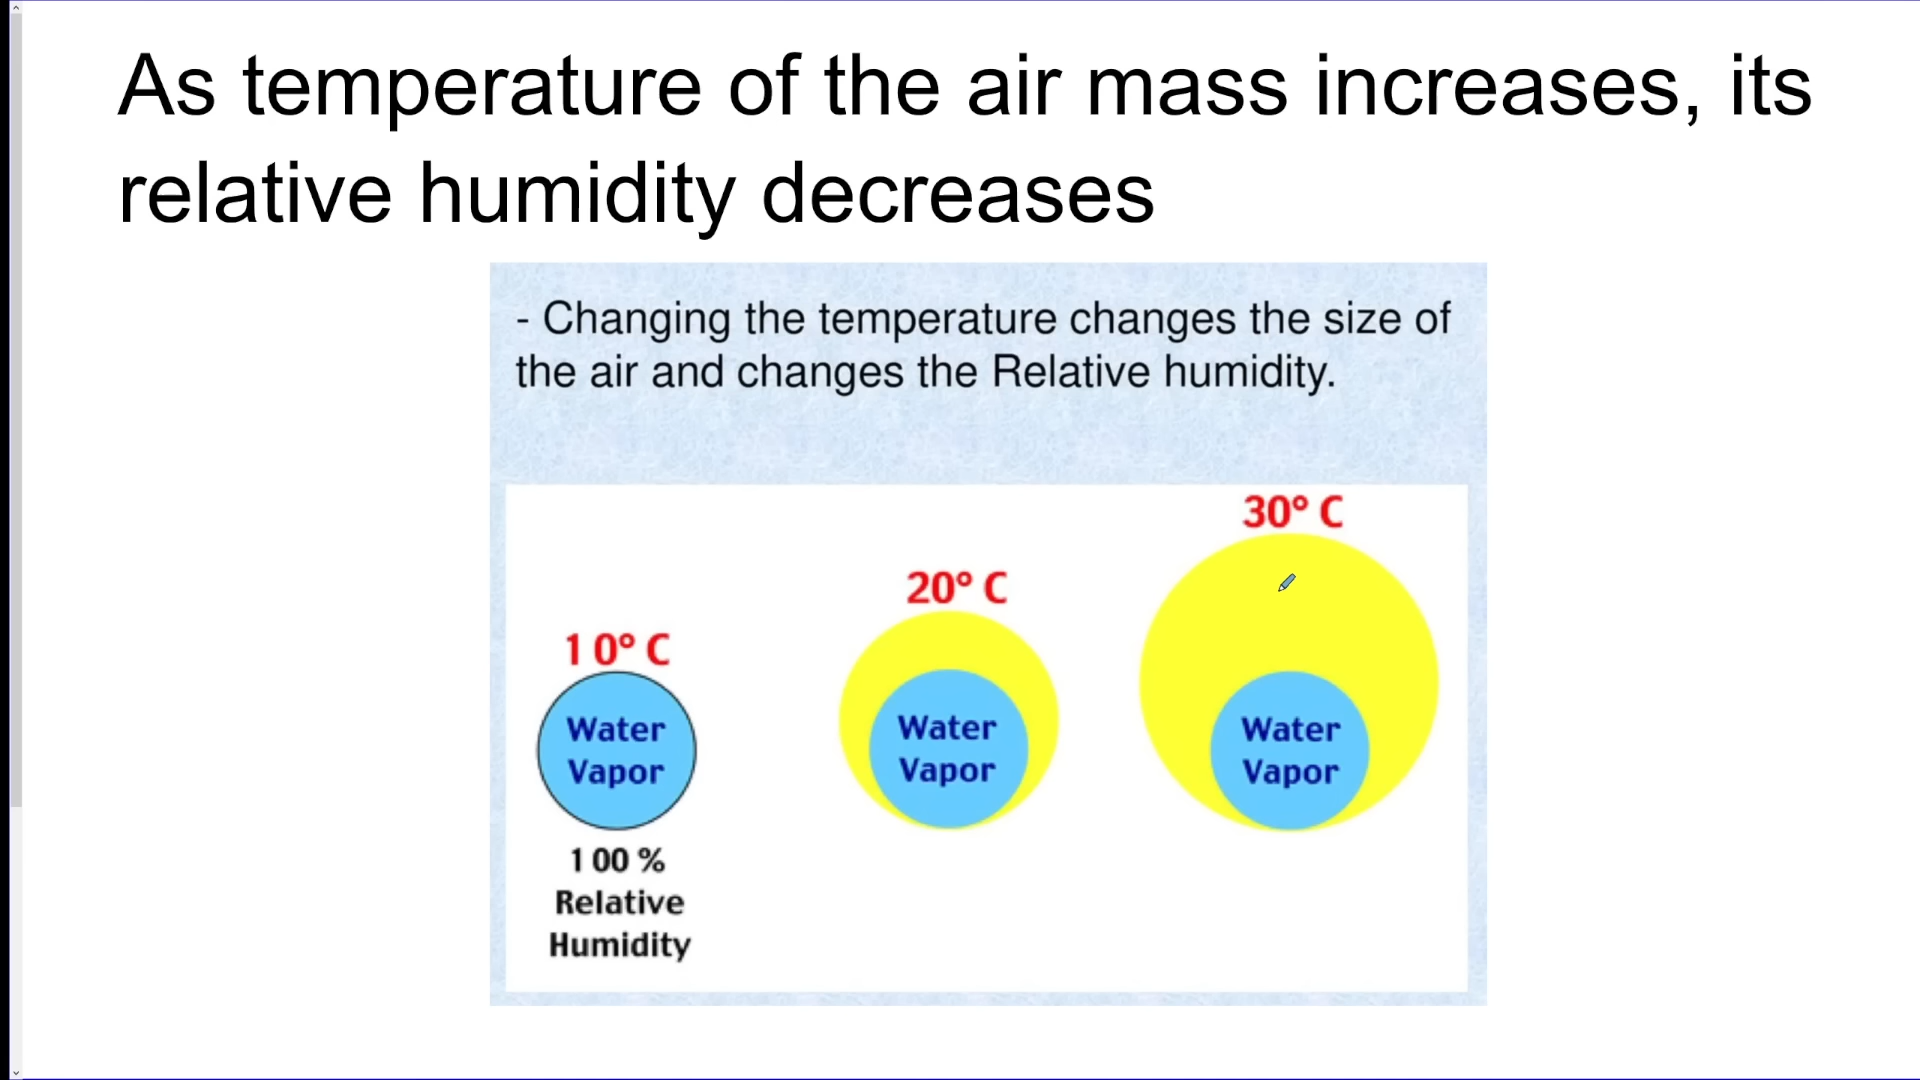 As temperature of the air mass increases, its
relative humidity decreases
- Changing the temperature changes the size of
the air and changes the Relative humidity.
10° C
Water
Vapor
100 %
Relative
Humidity
20° C
Water
Vapor
30° C
Water
Vapor